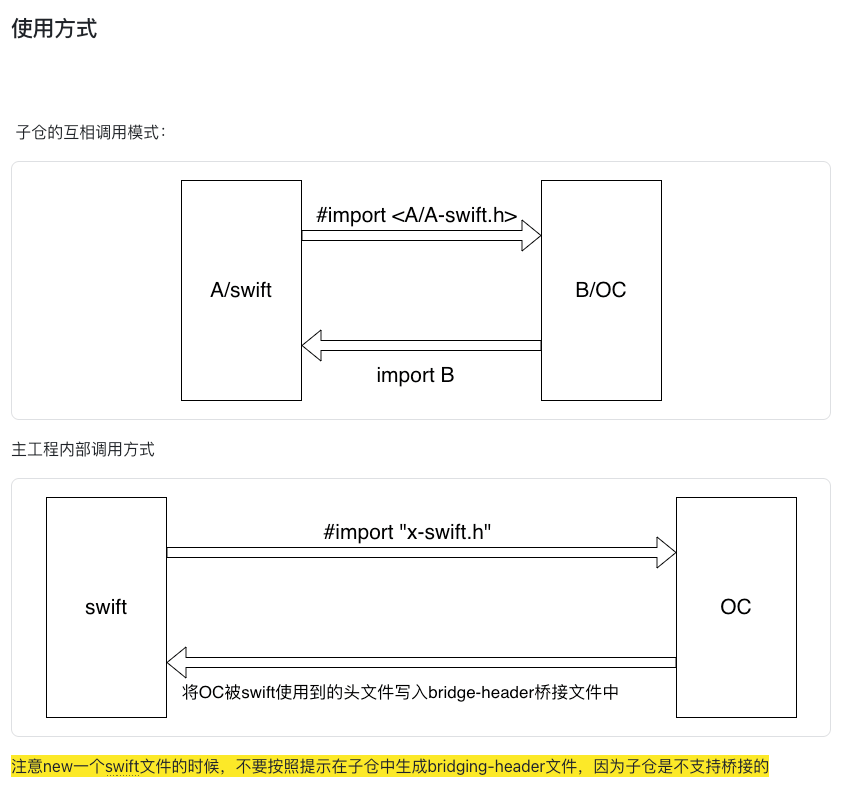 使用方式
子仓的互相调用模式：
#import <A/A-swift.h>
A/swift
B/OC
import B
主工程内部调用方式
#import "x-swift.h"
swift
OC
将OC被swift使用到的头文件写入bridge-header桥接文件中
注意new一个swift文件的时候，不要按照提示在子仓中生成bridging-header文件，因为子仓是不支持桥接的